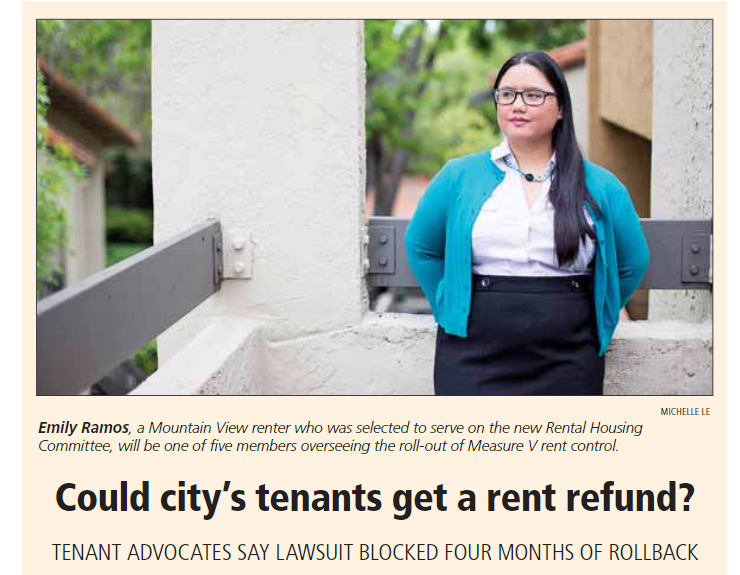 MICHELLE LE
Emily Ramos, a Mountain View renter who was selected to serve on the new Rental Housing
Committee, will be one of five members overseeing the roll-out of Measure V rent control.
Could city’s tenants get a rent refund?
TENANT ADVOCATES SAY LAWSUIT BLOCKED FOUR MONTHS OF ROLLBACK